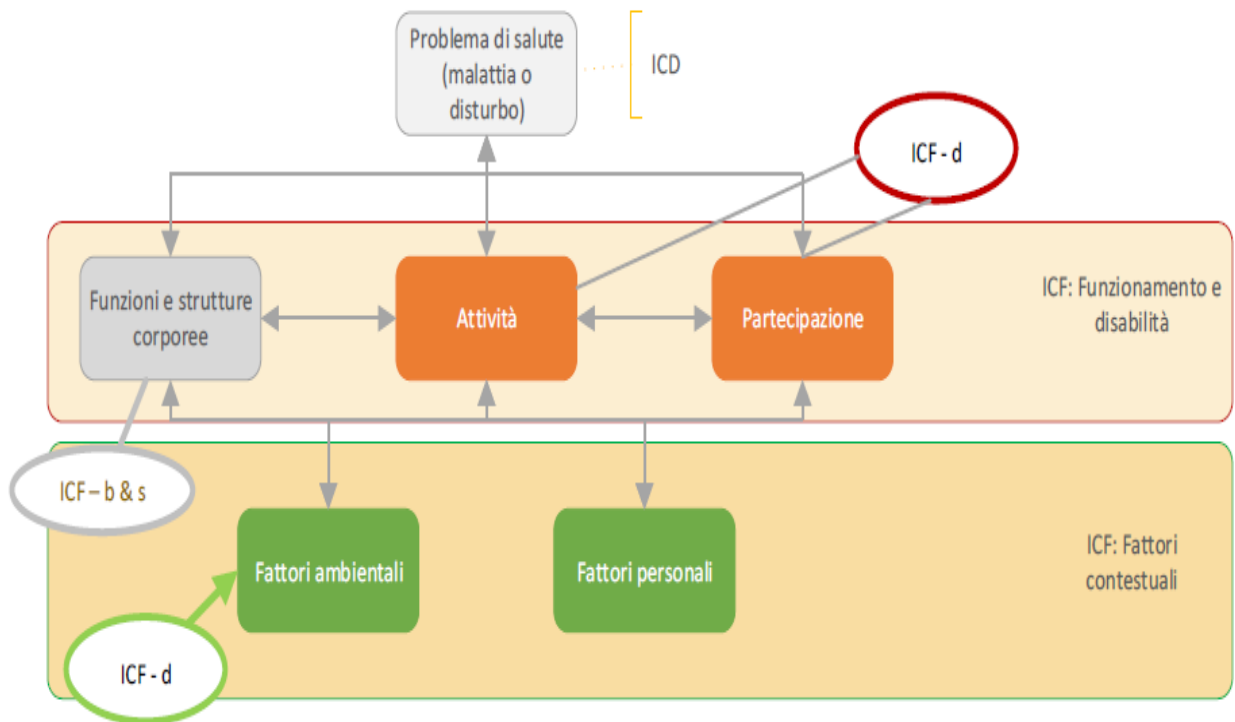 Problema di salute
(malattia o
disturbo)
ICD
ICF - d
Funzioni e strutture
corporee
Attività
Partecipazione
ICF: Funzionamento e
disabilità
ICF – b & s
Fattori ambientali
Fattori personali
ICF: Fattori
contestuali
ICF - d